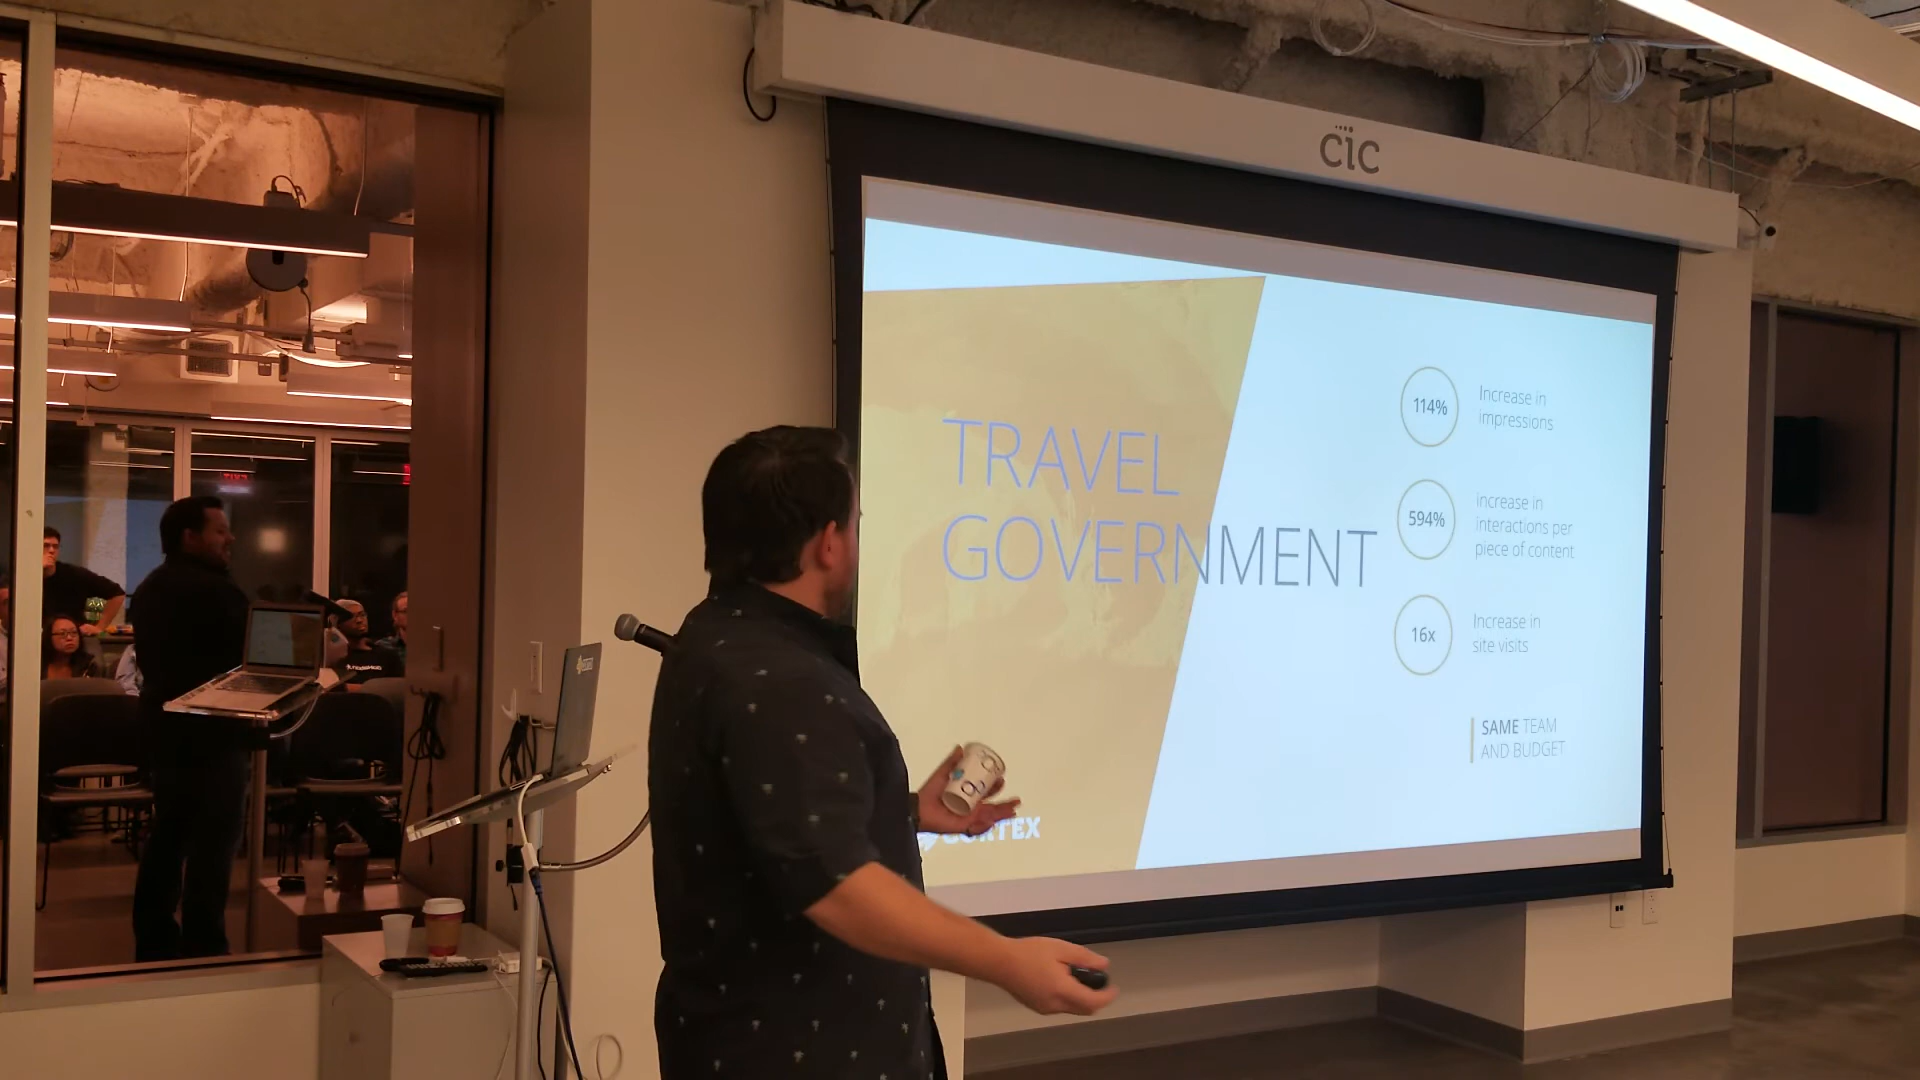 cic
TRAVEL
GOVERNMENT
114%
Increase in
impressions
594%
increase in
interactions per
piece of content
16x
Increase in
site visits
SAME TEAM
AND BUDGET
CORTEX